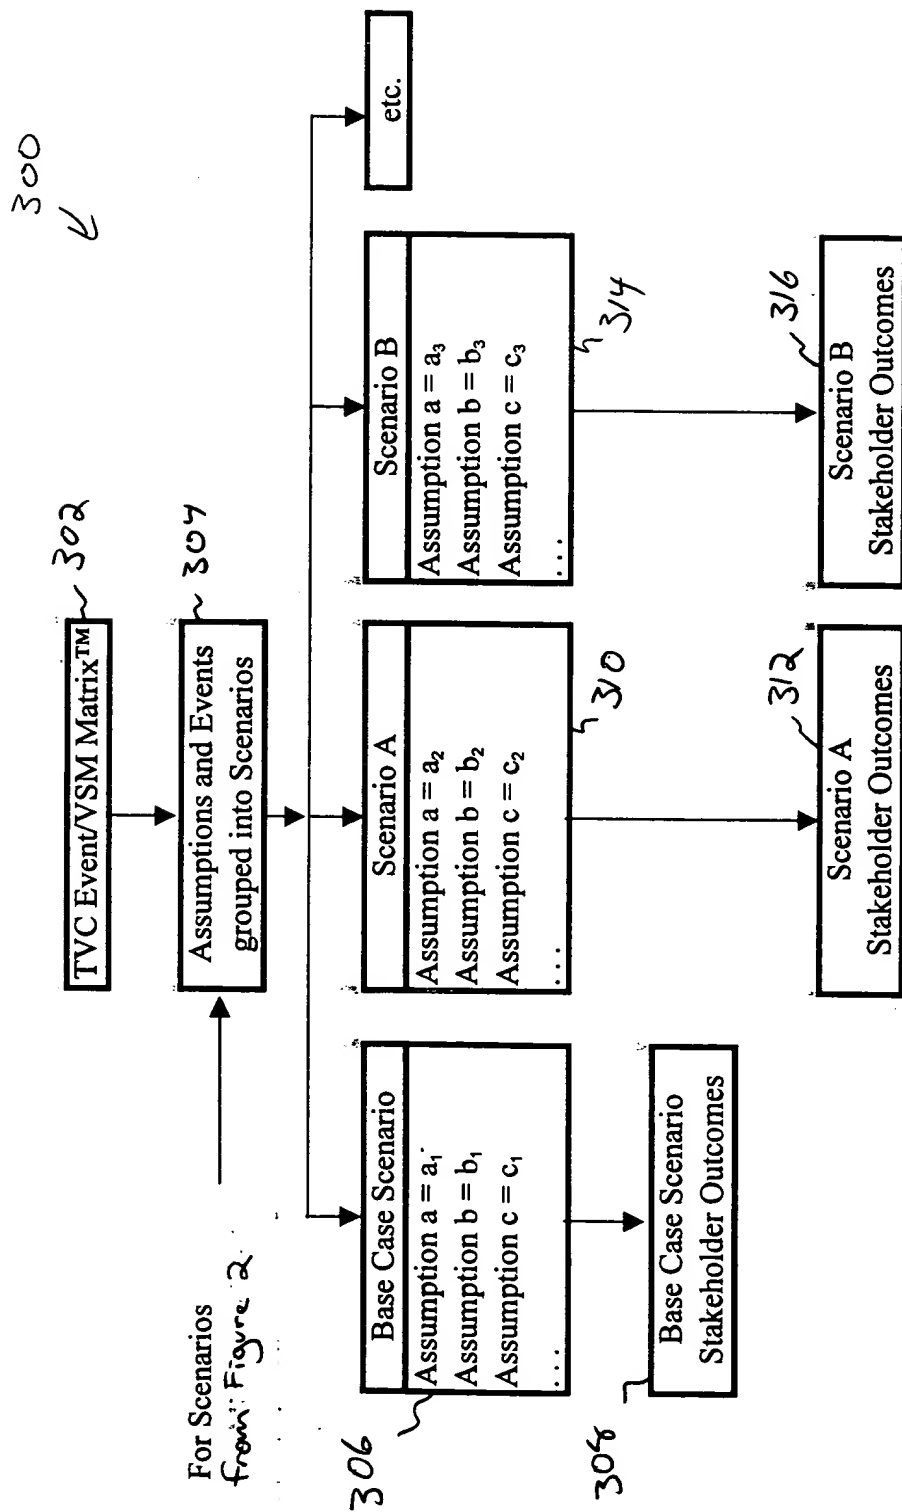 300
TVC Event/VSM Matrix™
302
For Scenarios
from Figure 2
Assumptions and Events
grouped into Scenarios
304
Base Case Scenario
Assumption a = a₁
Assumption b = b₁
Assumption c = c₁
...
306
Scenario A
Assumption a = a₂
Assumption b = b₂
Assumption c = c₂
...
310
Scenario B
Assumption a = a₃
Assumption b = b₃
Assumption c = c₃
...
314
etc.
Base Case Scenario
Stakeholder Outcomes
308
Scenario A
Stakeholder Outcomes
312
Scenario B
Stakeholder Outcomes
316